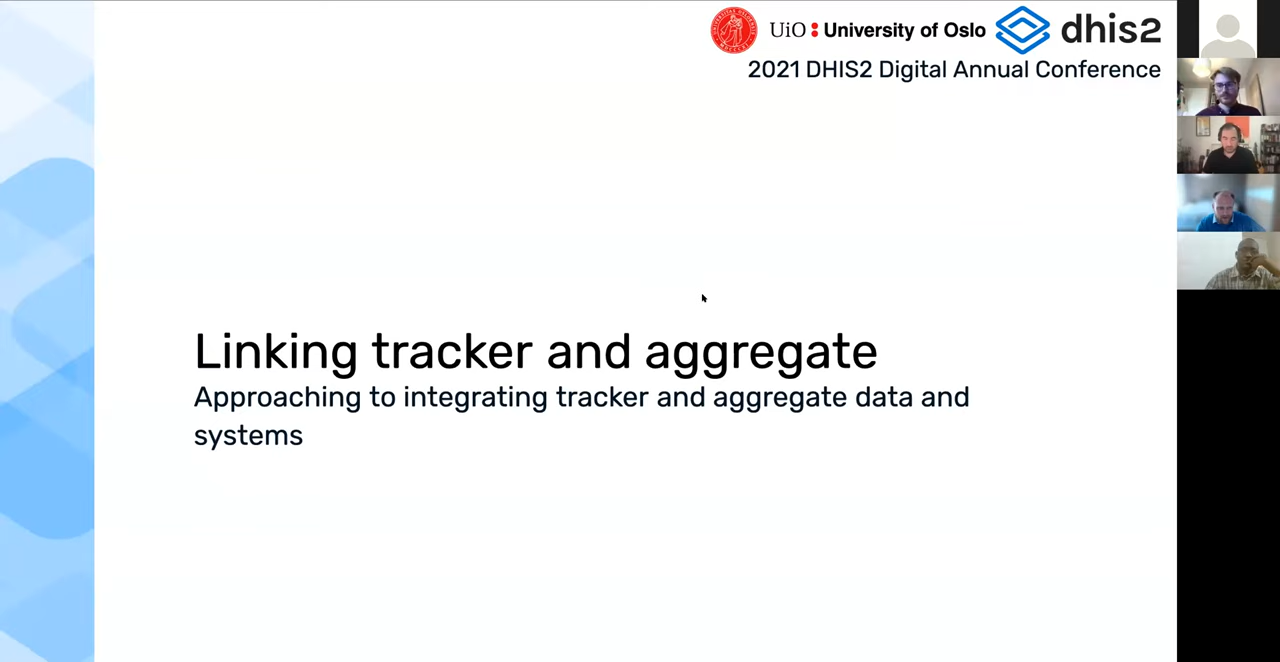 UiO : University of Oslo dhis2
2021 DHIS2 Digital Annual Conference
Linking tracker and aggregate
Approaching to integrating tracker and aggregate data and
systems